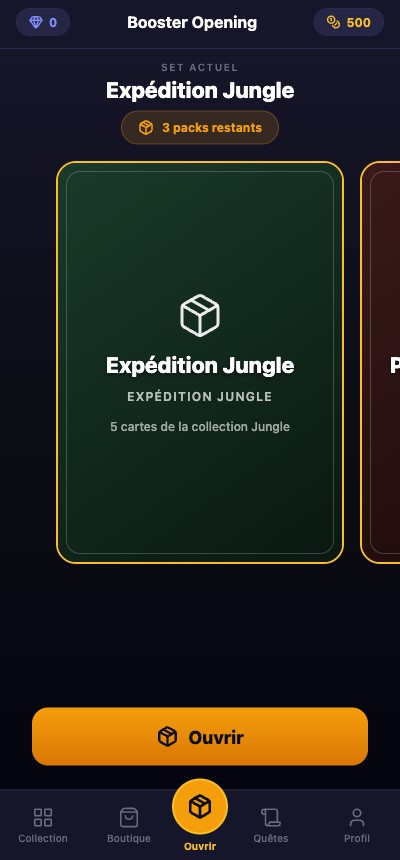 0
Booster Opening
500
SET ACTUEL
Expédition Jungle
3 packs restants
Expédition Jungle
EXPÉDITION JUNGLE
5 cartes de la collection Jungle
P
Ouvrir
Collection
Boutique
Ouvrir
Quêtes
Profil